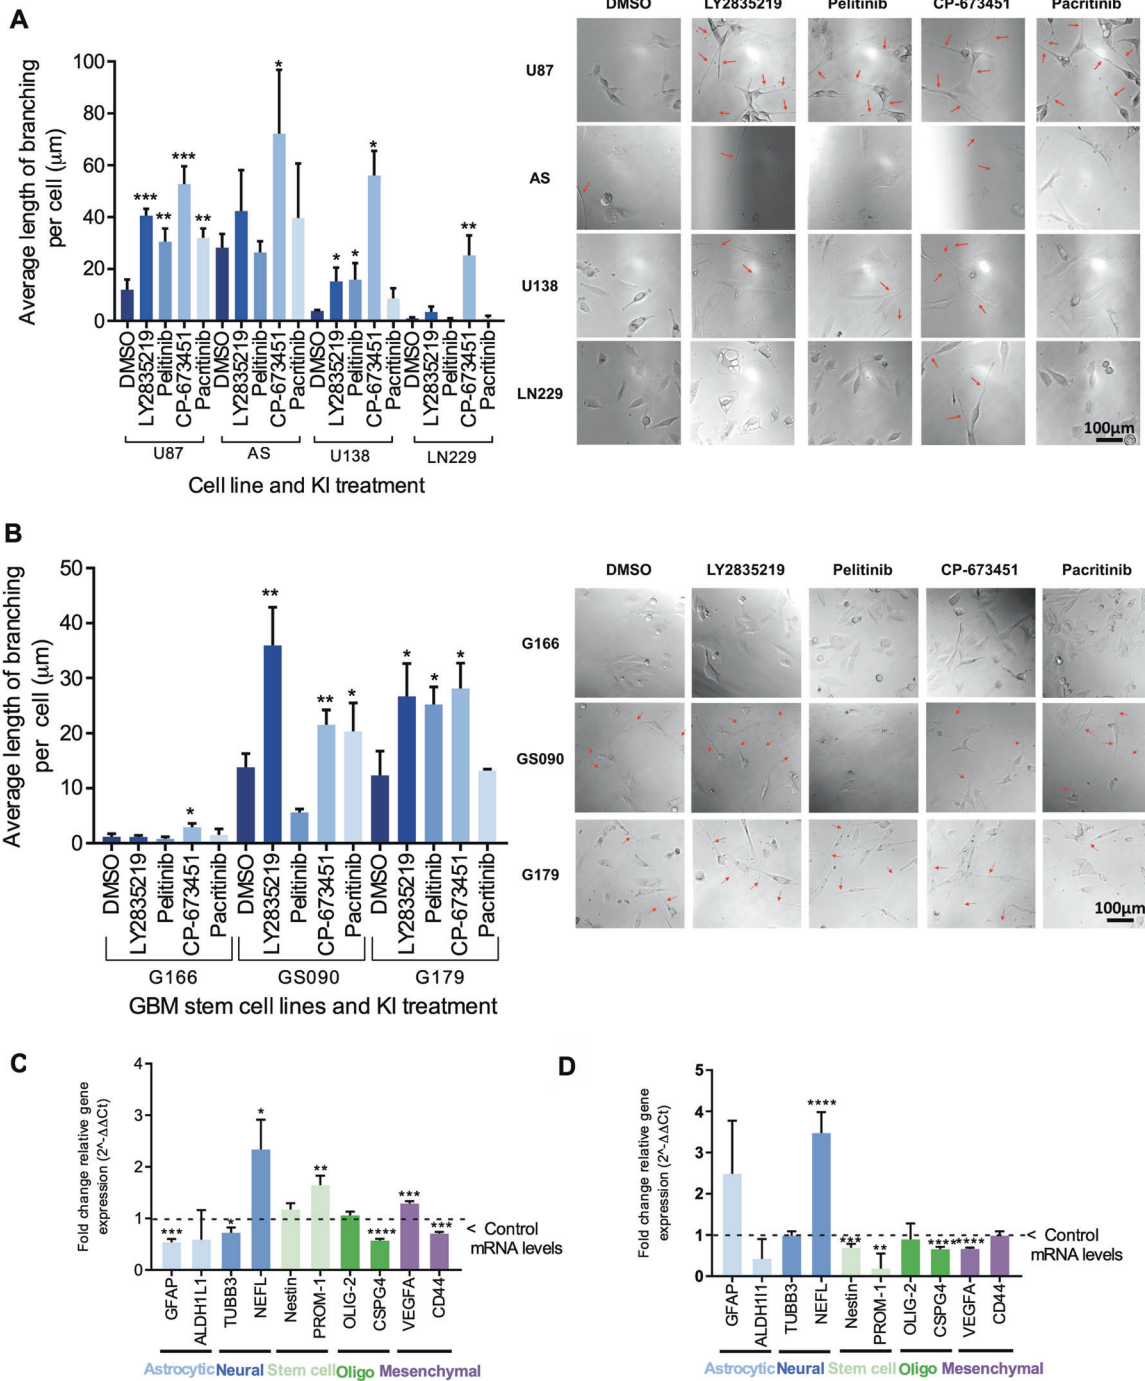 A
DMSO LY2835219 Pelitinib CP-673451 Pacritinib
Average length of branching
per cell (μm)
100
80
60
40
20
0
* *** *** ** ** * * * **
DMSO LY2835219 Pelitinib CP-673451 Pacritinib DMSO LY2835219 Pelitinib CP-673451 Pacritinib DMSO LY2835219 Pelitinib CP-673451 Pacritinib DMSO LY2835219 Pelitinib CP-673451 Pacritinib
U87 AS U138 LN229
Cell line and KI treatment
U87
AS
U138
LN229
100μm
B
Average length of branching
per cell (μm)
50
40
30
20
10
0
* ** ** * * * *
DMSO LY2835219 Pelitinib CP-673451 Pacritinib DMSO LY2835219 Pelitinib CP-673451 Pacritinib DMSO LY2835219 Pelitinib CP-673451 Pacritinib
G166 GS090 G179
GBM stem cell lines and KI treatment
DMSO LY2835219 Pelitinib CP-673451 Pacritinib
G166
GS090
G179
100μm
C
Fold change relative gene
expression (2^-ΔΔCt)
4
3
2
1
0
*** * * ** **** *** ***
< Control
mRNA levels
GFAP ALDH1L1 TUBB3 NEFL Nestin PROM-1 OLIG-2 CSPG4 VEGFA CD44
Astrocytic Neural Stem cell Oligo Mesenchymal
D
Fold change relative gene
expression (2^-ΔΔCt)
5
4
3
2
1
0
**** *** ** **** ****
< Control
mRNA levels
GFAP ALDH1l1 TUBB3 NEFL Nestin PROM-1 OLIG-2 CSPG4 VEGFA CD44
Astrocytic Neural Stem cell Oligo Mesenchymal